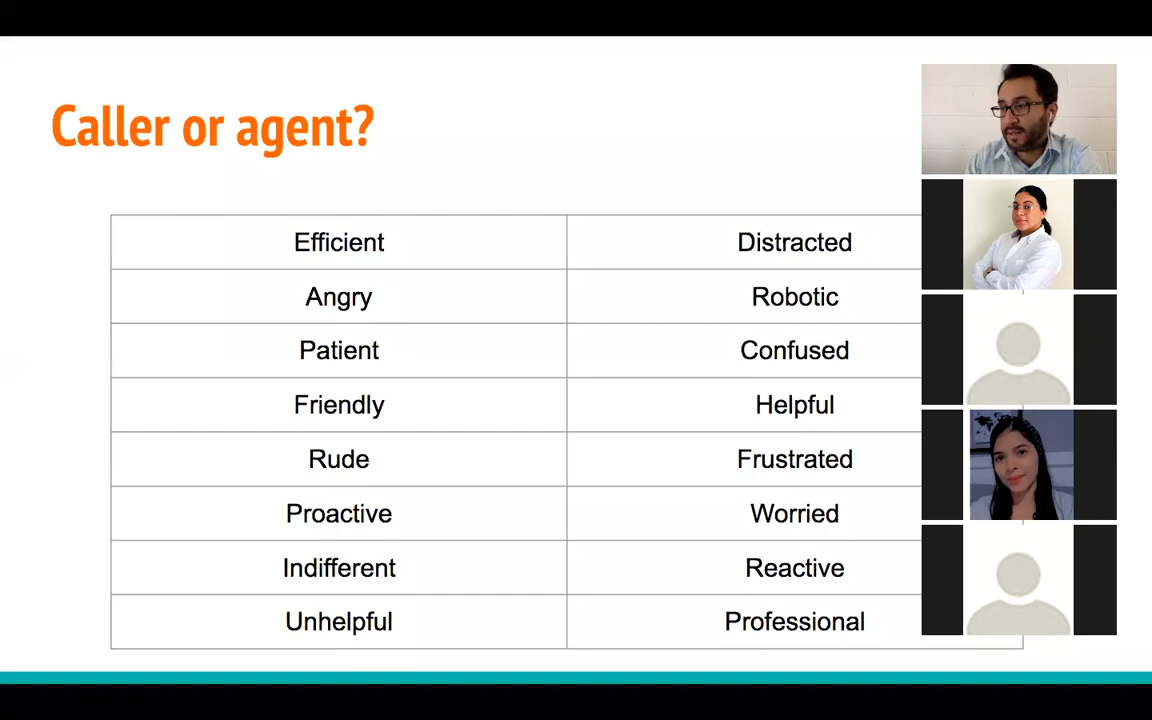 Caller or agent?
Efficient Distracted
Angry Robotic
Patient Confused
Friendly Helpful
Rude Frustrated
Proactive Worried
Indifferent Reactive
Unhelpful Professional